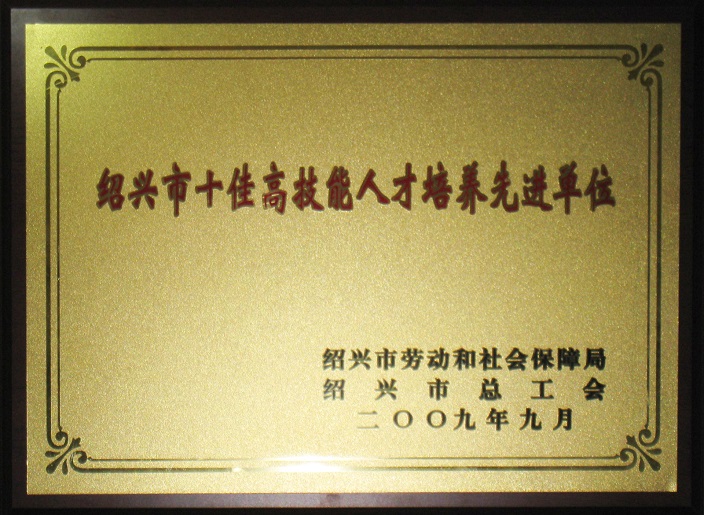 绍兴市十佳高技能人才培养先进单位
绍兴市劳动和社会保障局
绍兴市总工会
二〇〇九年九月